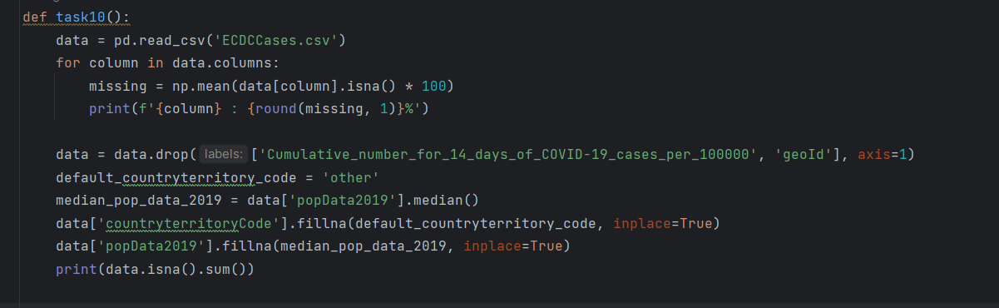 def task10():
    data = pd.read_csv('ECDCCases.csv')
    for column in data.columns:
        missing = np.mean(data[column].isna() * 100)
        print(f'{column} : {round(missing, 1)}%')

    data = data.drop( labels: ['Cumulative_number_for_14_days_of_COVID-19_cases_per_100000', 'geoId'], axis=1)
    default_countryterritory_code = 'other'
    median_pop_data_2019 = data['popData2019'].median()
    data['countryterritoryCode'].fillna(default_countryterritory_code, inplace=True)
    data['popData2019'].fillna(median_pop_data_2019, inplace=True)
    print(data.isna().sum())